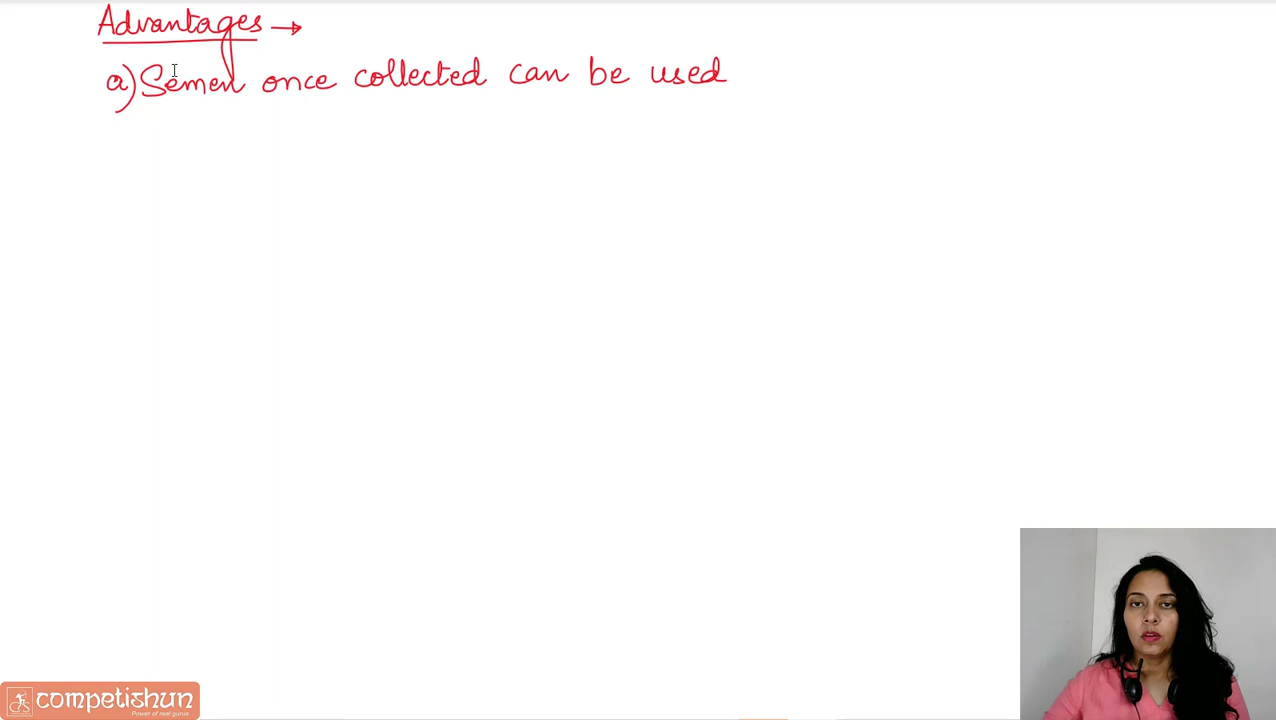 Advantages →
a) Semen once collected can be used
competishun
Power of real gurus